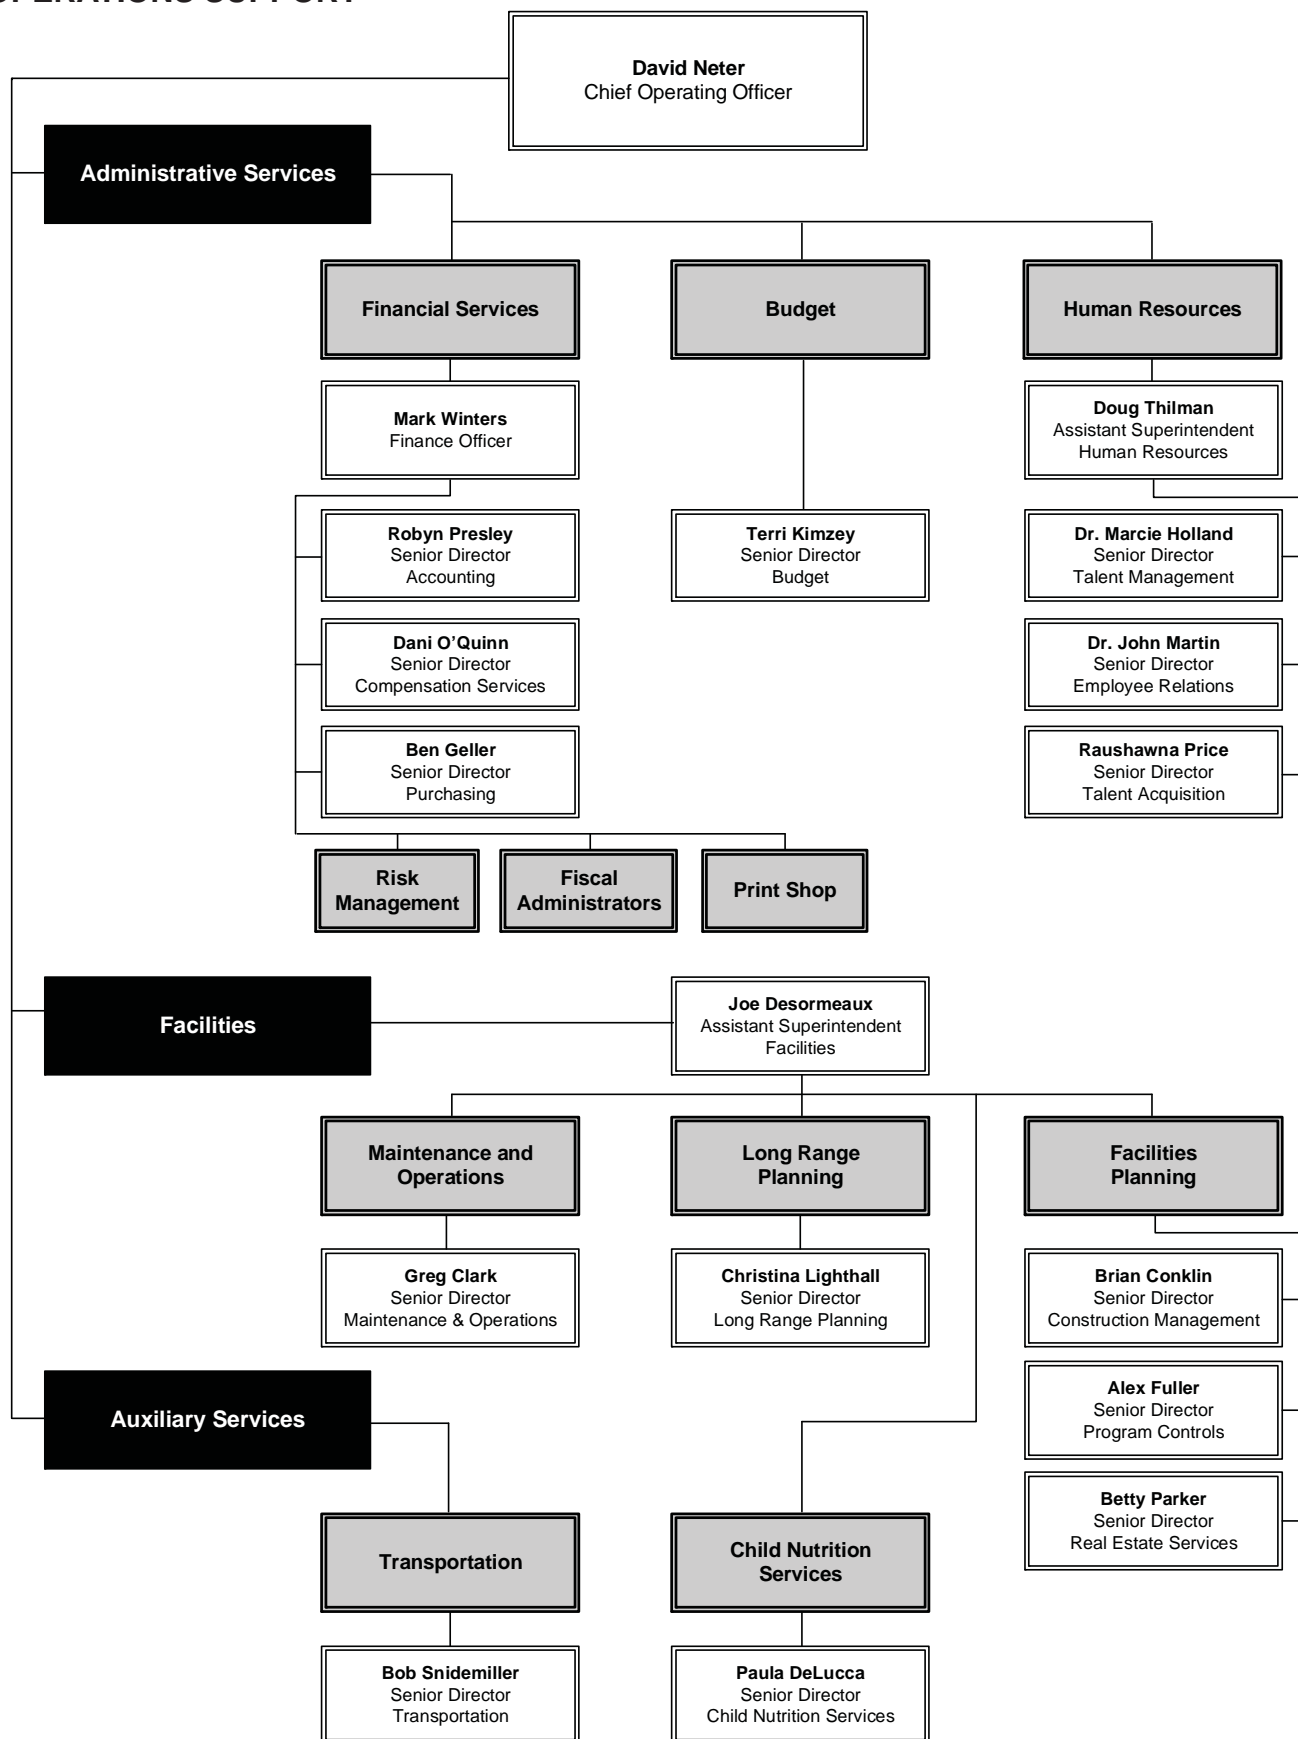 OPERATIONS SUPPORT
David Neter
Chief Operating Officer
Administrative Services
Financial Services
Budget
Human Resources
Mark Winters
Finance Officer
Doug Thilman
Assistant Superintendent
Human Resources
Robyn Presley
Senior Director
Accounting
Terri Kimzey
Senior Director
Budget
Dr. Marcie Holland
Senior Director
Talent Management
Dani O’Quinn
Senior Director
Compensation Services
Dr. John Martin
Senior Director
Employee Relations
Ben Geller
Senior Director
Purchasing
Raushawna Price
Senior Director
Talent Acquisition
Risk
Management
Fiscal
Administrators
Print Shop
Facilities
Joe Desormeaux
Assistant Superintendent
Facilities
Maintenance and
Operations
Long Range
Planning
Facilities
Planning
Greg Clark
Senior Director
Maintenance & Operations
Christina Lighthall
Senior Director
Long Range Planning
Brian Conklin
Senior Director
Construction Management
Auxiliary Services
Alex Fuller
Senior Director
Program Controls
Betty Parker
Senior Director
Real Estate Services
Transportation
Child Nutrition
Services
Bob Snidemiller
Senior Director
Transportation
Paula DeLucca
Senior Director
Child Nutrition Services